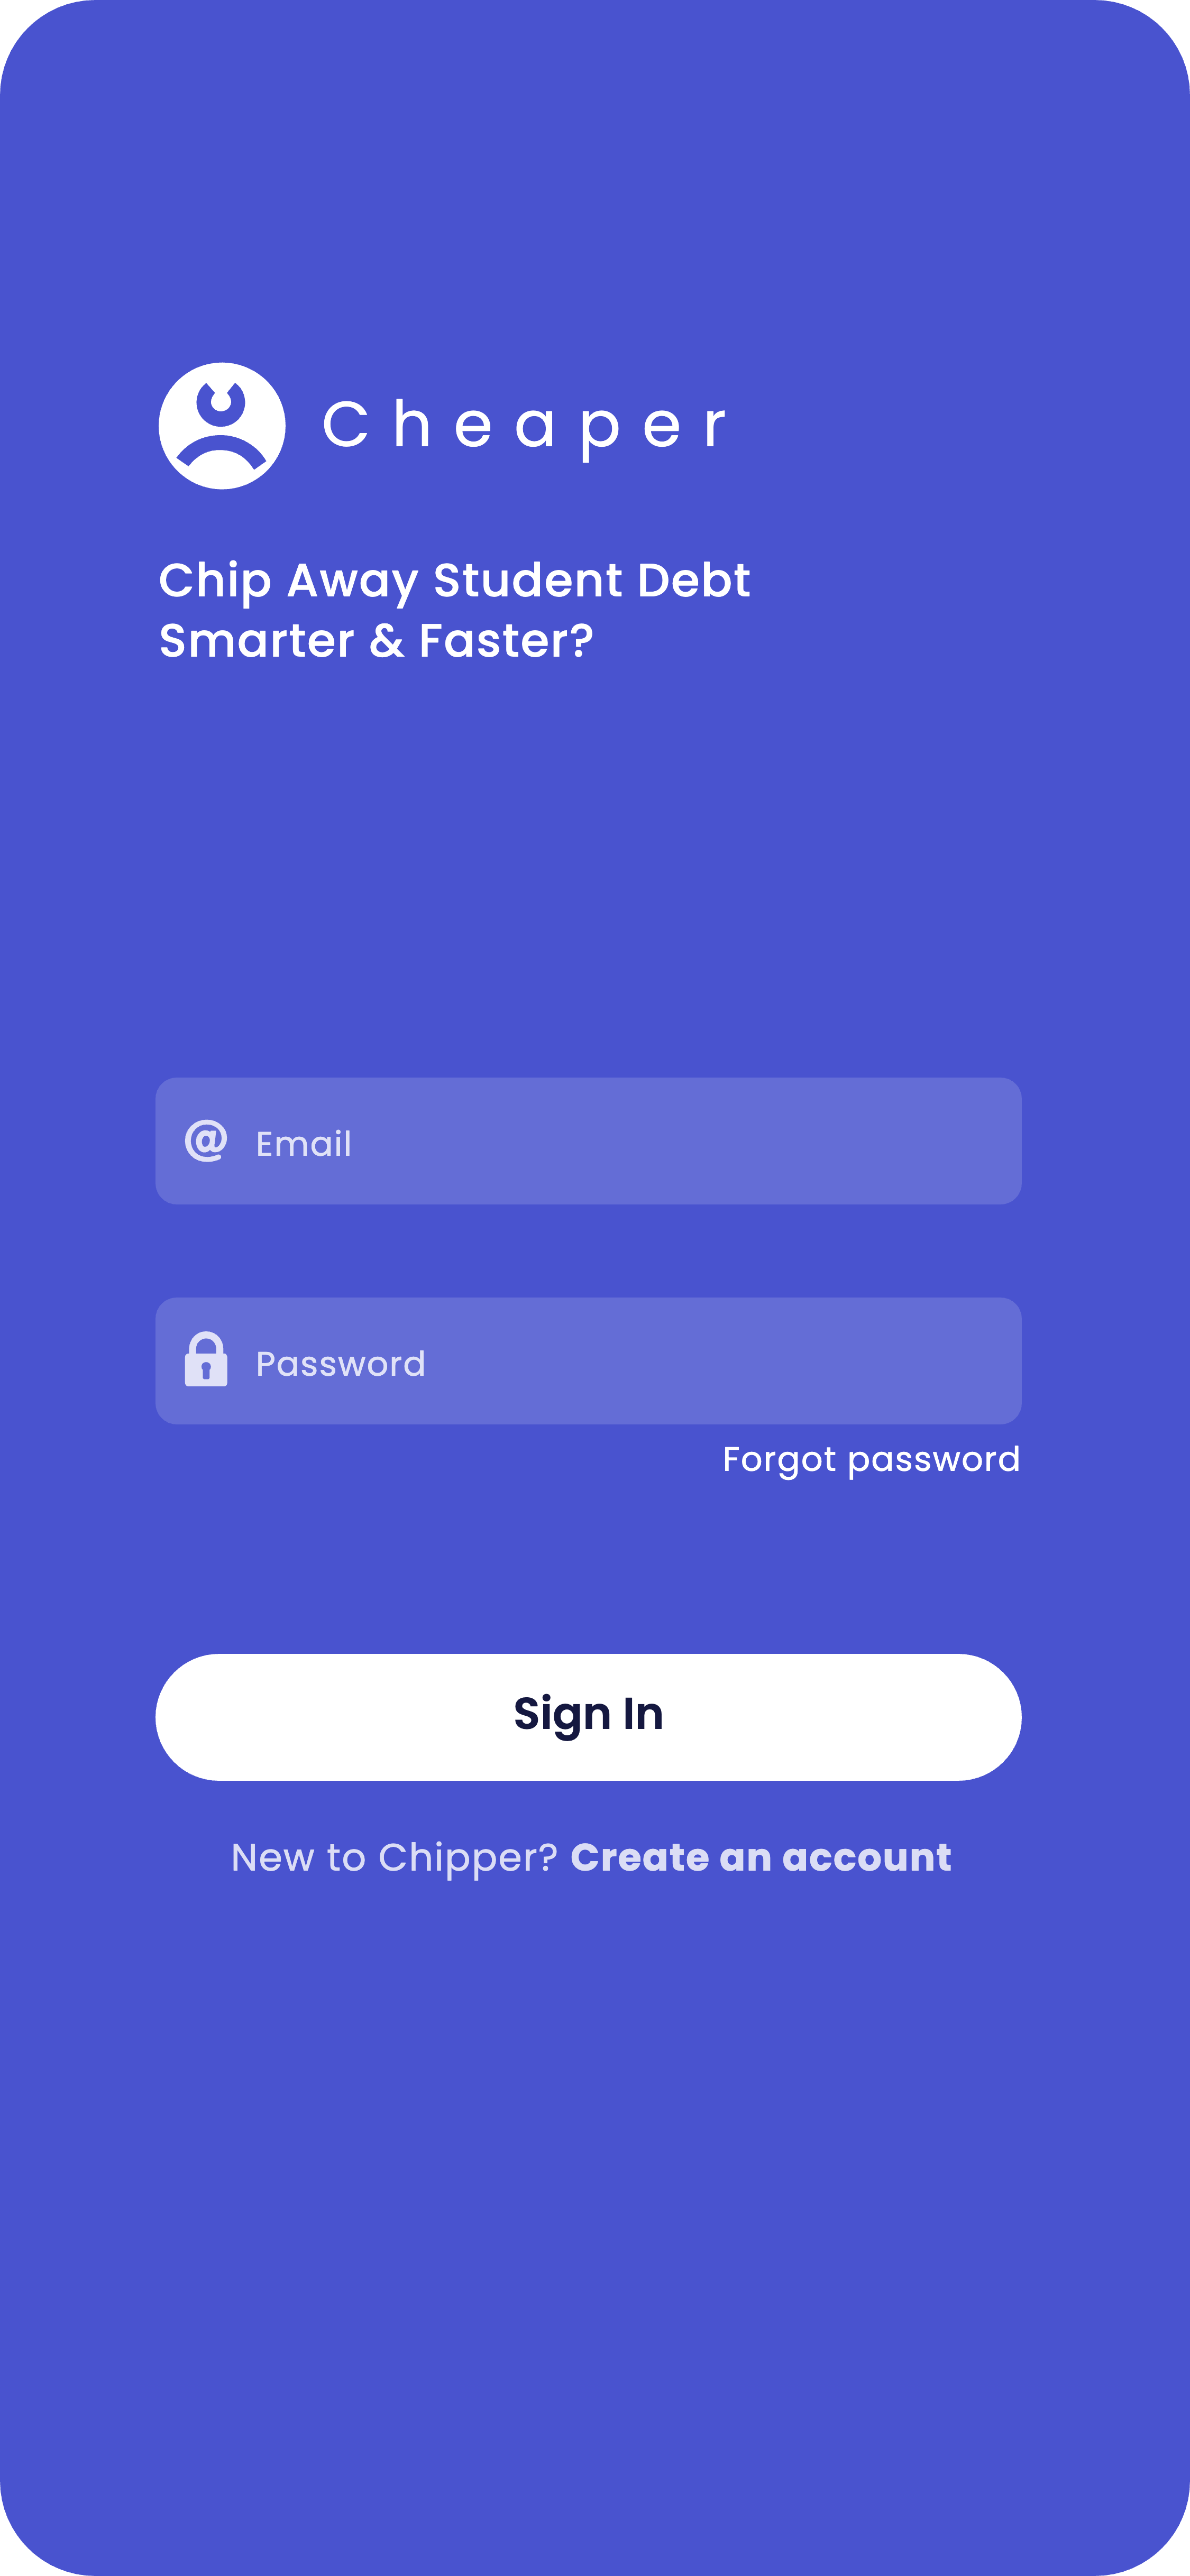 Cheaper
Chip Away Student Debt
Smarter & Faster?
@ Email
Password
Forgot password
Sign In
New to Chipper? Create an account